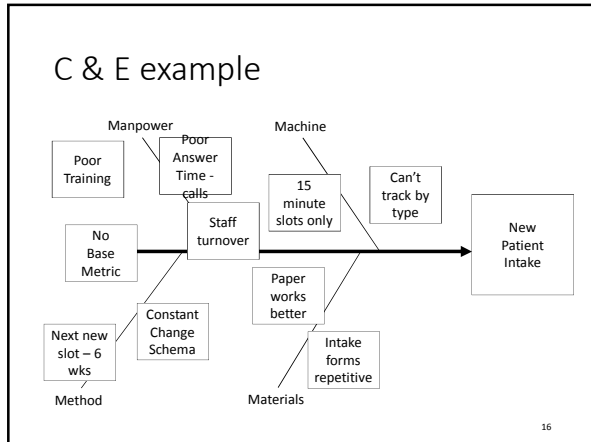 C & E example
Manpower
Machine
Poor
Training
Poor
Answer
Time -
calls
15
minute
slots only
Can't
track by
type
Staff
turnover
New
Patient
Intake
No
Base
Metric
Paper
works
better
Constant
Change
Schema
Next new
slot – 6
wks
Intake
forms
repetitive
Method
Materials
16